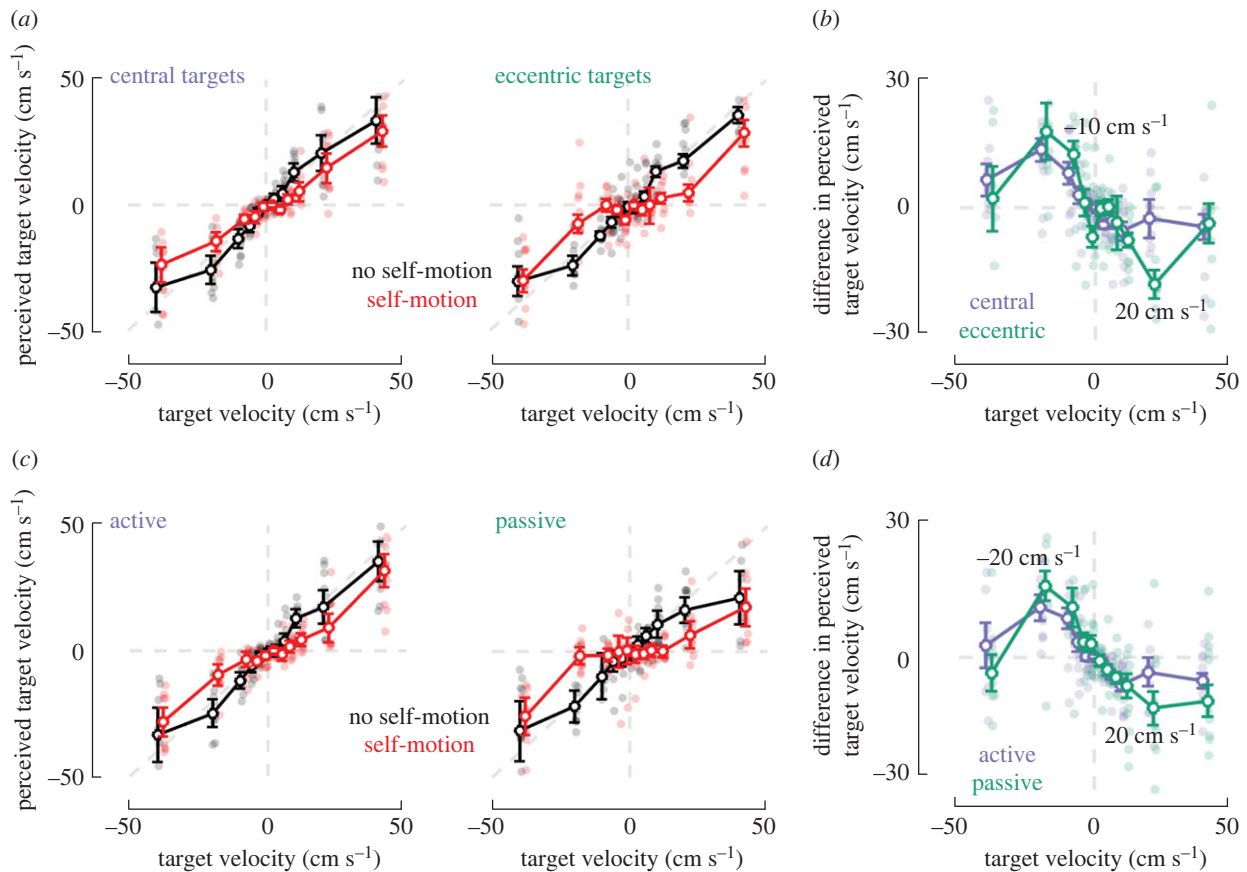 (a)
central targets
eccentric targets
perceived target velocity (cm s⁻¹)
50
0
−50
no self-motion
self-motion
−50
0
50
−50
0
50
target velocity (cm s⁻¹)
target velocity (cm s⁻¹)
(b)
difference in perceived
target velocity (cm s⁻¹)
30
0
−30
−10 cm s⁻¹
20 cm s⁻¹
central
eccentric
−50
0
50
target velocity (cm s⁻¹)
(c)
active
passive
perceived target velocity (cm s⁻¹)
50
0
−50
no self-motion
self-motion
−50
0
50
−50
0
50
target velocity (cm s⁻¹)
target velocity (cm s⁻¹)
(d)
difference in perceived
target velocity (cm s⁻¹)
30
0
−30
−20 cm s⁻¹
20 cm s⁻¹
active
passive
−50
0
50
target velocity (cm s⁻¹)